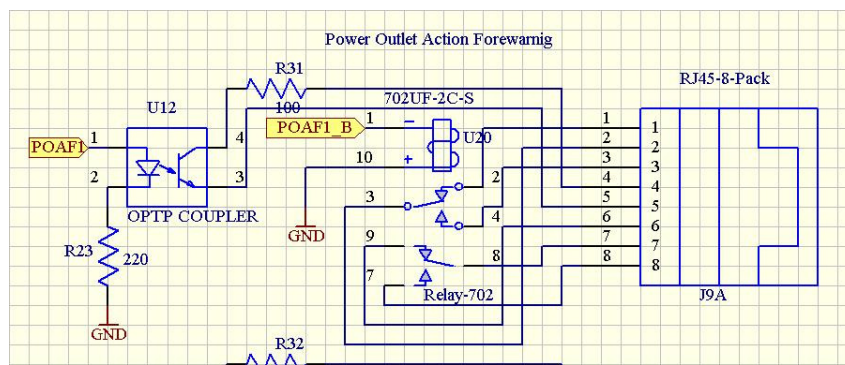 Power Outlet Action Forewarnig
R31
RJ45-8-Pack
U12
100
702UF-2C-S
POAF1
1
2
4
3
POAF1_B
1
10
U20
OPTP COUPLER
GND
R23
220
GND
3
2
4
9
7
8
Relay-702
1
2
3
4
5
6
7
8
1
2
3
4
5
6
7
8
J9A
R32